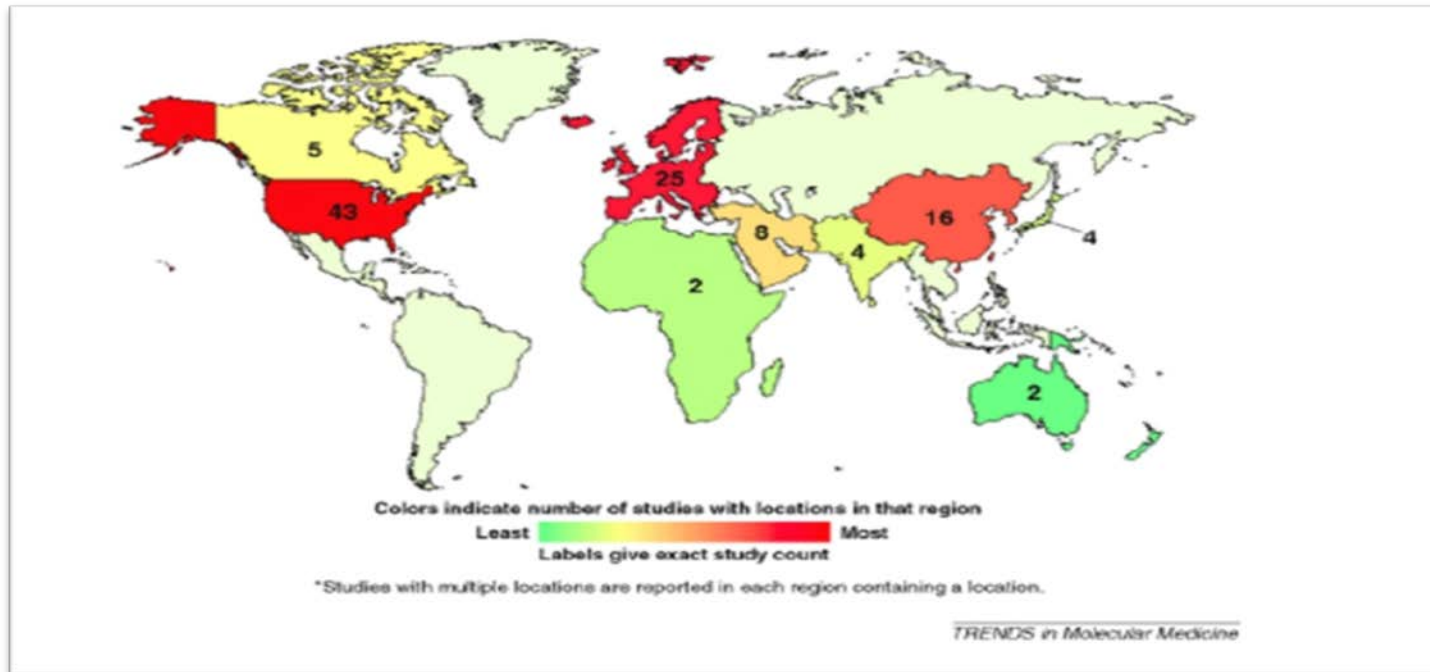 5
43
25
8
4
16
4
2
2
Colors indicate number of studies with locations in that region
Least Most
Labels give exact study count
*Studies with multiple locations are reported in each region containing a location.
TRENDS in Molecular Medicine